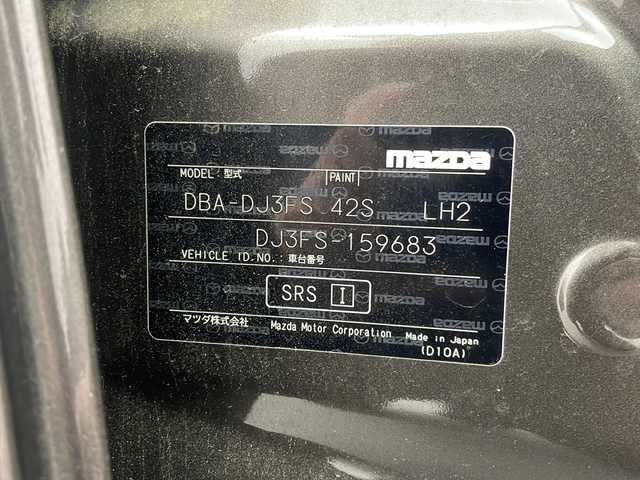 mazda
MODEL:型式 PAINT
DBA-DJ3FS 42S LH2
DJ3FS-159683
VEHICLE ID.NO.:車台番号
SRS I
マツダ株式会社 Mazda Motor Corporation Made in Japan
(D10A)